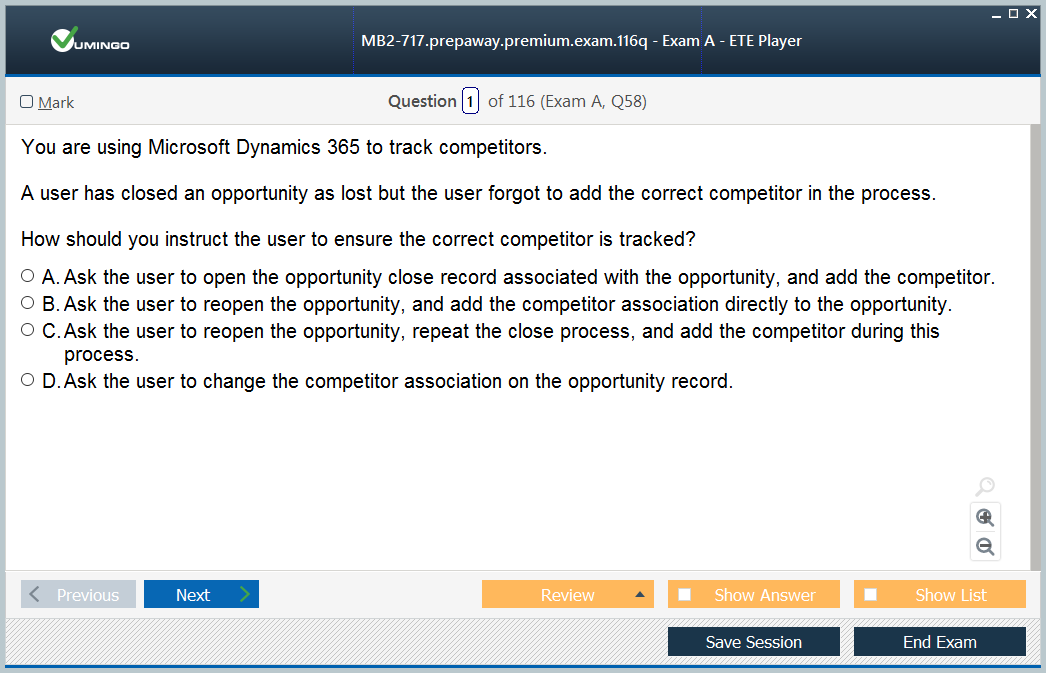 VUMINGO
MB2-717.prepaway.premium.exam.116q - Exam A - ETE Player
Mark
Question 1 of 116 (Exam A, Q58)
You are using Microsoft Dynamics 365 to track competitors.
A user has closed an opportunity as lost but the user forgot to add the correct competitor in the process.
How should you instruct the user to ensure the correct competitor is tracked?
A. Ask the user to open the opportunity close record associated with the opportunity, and add the competitor.
B. Ask the user to reopen the opportunity, and add the competitor association directly to the opportunity.
C. Ask the user to reopen the opportunity, repeat the close process, and add the competitor during this
process.
D. Ask the user to change the competitor association on the opportunity record.
Previous
Next
Review
Show Answer
Show List
Save Session
End Exam